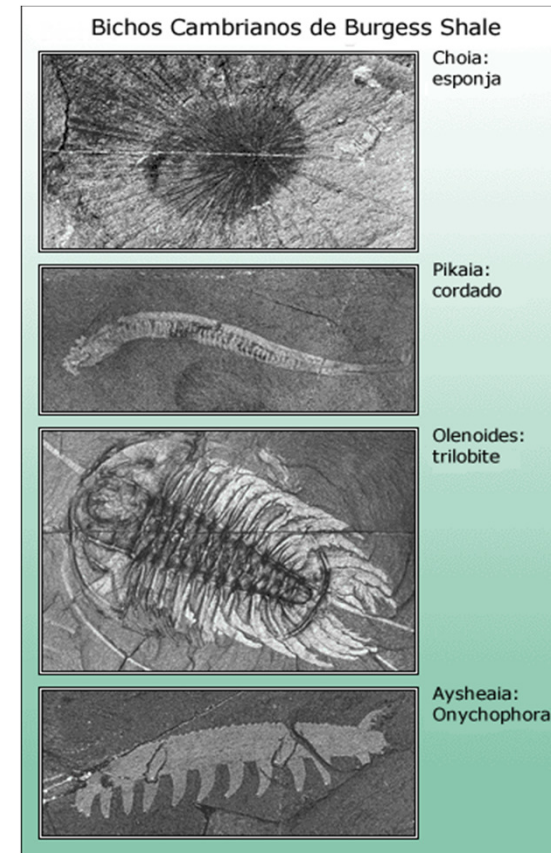 Bichos Cambrianos de Burgess Shale
Choia:
esponja
Pikaia:
cordado
Olenoides:
trilobite
Aysheaia:
Onychophora